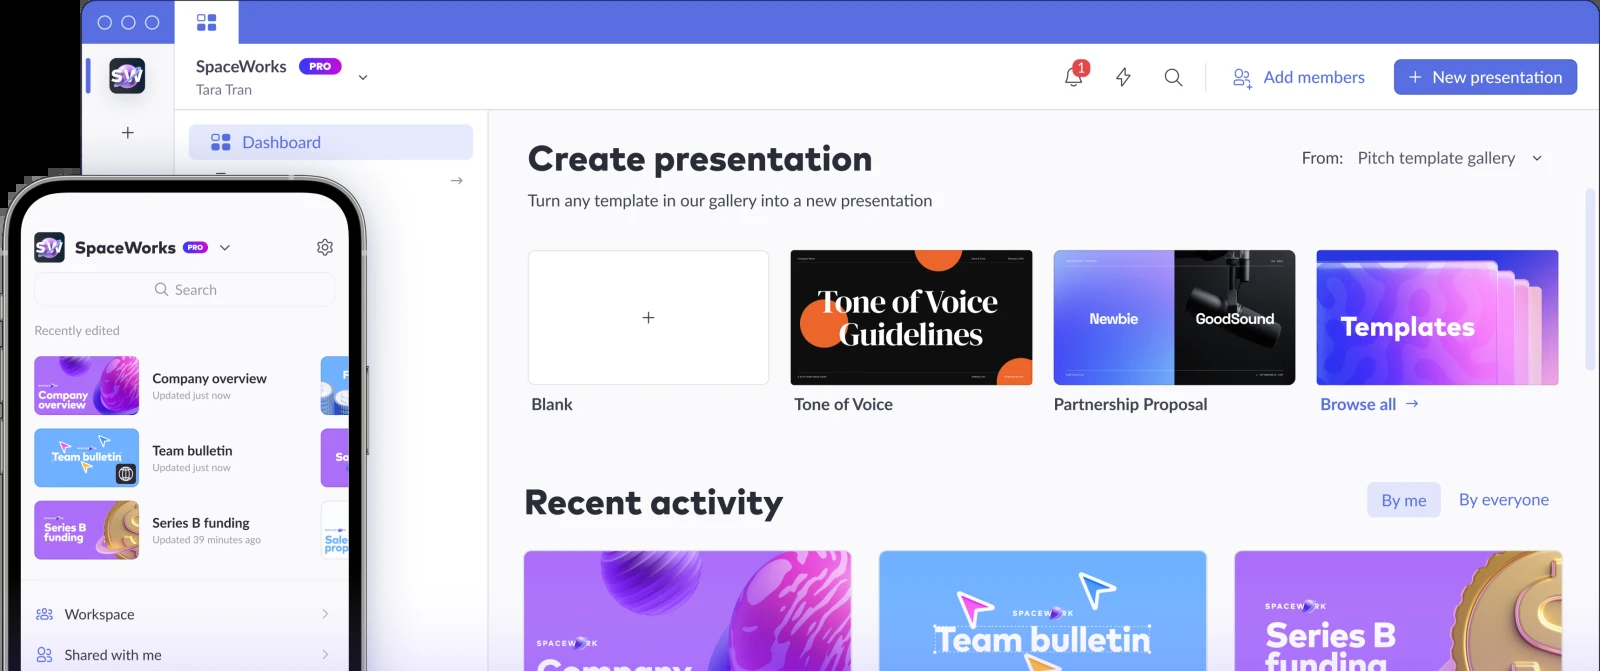 SW
SpaceWorks PRO
Tara Tran
1
Add members
+ New presentation
Dashboard
Create presentation
From: Pitch template gallery
Turn any template in our gallery into a new presentation
Tone of Voice
Guidelines
Newbie
GoodSound
Templates
Blank
Tone of Voice
Partnership Proposal
Browse all →
Recent activity
By me
By everyone
SPACEWORK
Company
SPACEWORK
Team bulletin
SPACEWORK
Series B
funding
SW
SpaceWorks PRO
Search
Recently edited
Company
overview
Company overview
Updated just now
Team bulletin
Team bulletin
Updated just now
Series B
funding
Series B funding
Updated 39 minutes ago
Sale
prop
Workspace
Shared with me